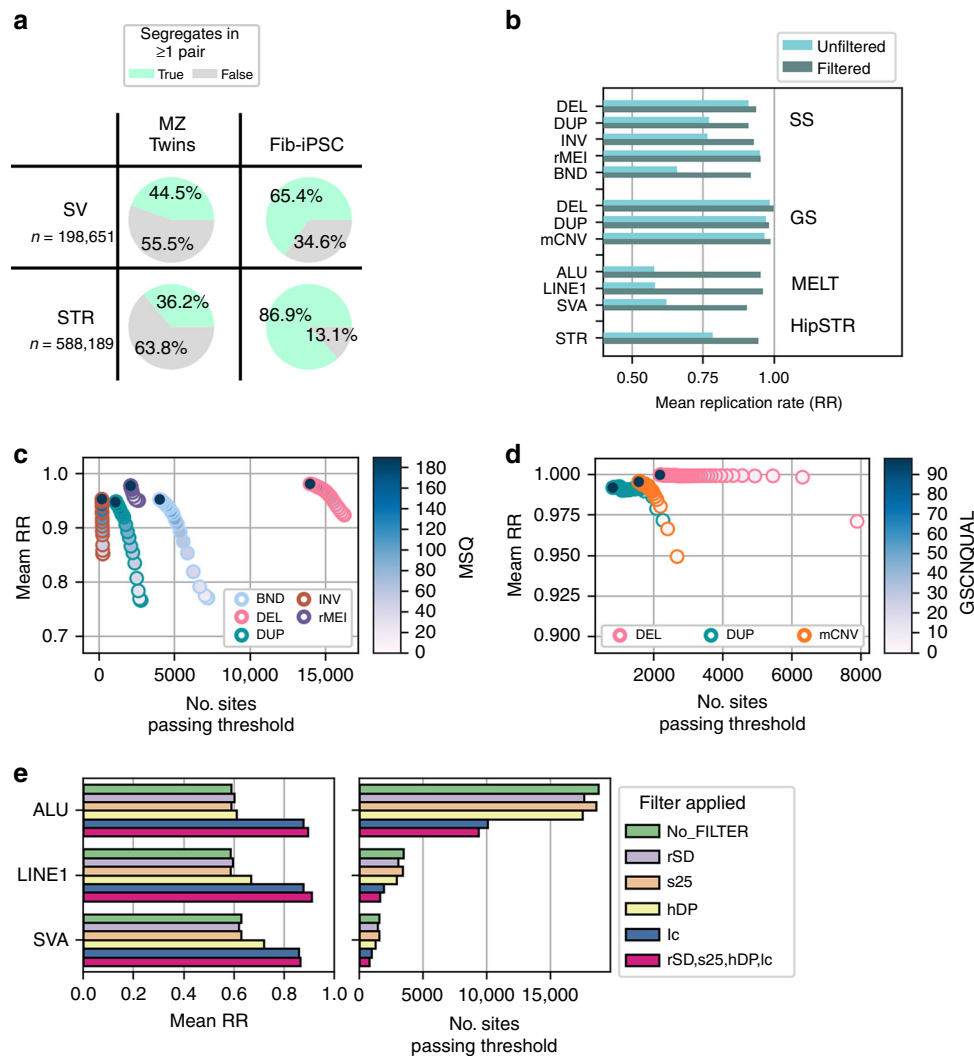 a
Segregates in
≥1 pair
True False
MZ
Twins
Fib-iPSC
SV
n = 198,651
44.5%
55.5%
65.4%
34.6%
STR
n = 588,189
36.2%
63.8%
86.9%
13.1%
b
Unfiltered
Filtered
DEL
DUP
INV
rMEI
BND
SS
DEL
DUP
mCNV
GS
ALU
LINE1
SVA
MELT
HipSTR
STR
0.50 0.75 1.00
Mean replication rate (RR)
c
1.0
0.9
0.8
0.7
Mean RR
BND INV
DEL rMEI
DUP
0 5000 10,000 15,000
No. sites
passing threshold
180
160
140
120
100
80
60
40
20
0
MSQ
d
1.000
0.975
0.950
0.925
0.900
Mean RR
DEL DUP mCNV
2000 4000 6000 8000
No. sites
passing threshold
90
80
70
60
50
40
30
20
10
0
GSCNQUAL
e
ALU
LINE1
SVA
0.0 0.2 0.4 0.6 0.8 1.0
Mean RR
0 5000 10,000 15,000
No. sites
passing threshold
Filter applied
No_FILTER
rSD
s25
hDP
lc
rSD,s25,hDP,lc